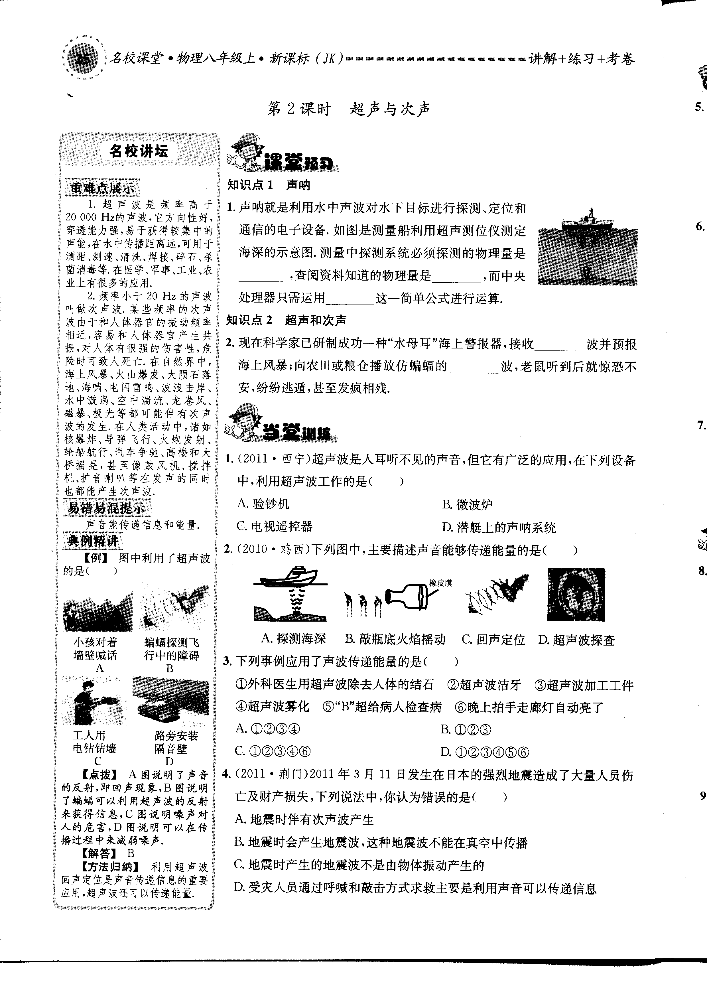 25 名校课堂·物理八年级上·新课标(JK) 讲解+练习+考卷
第2课时 超声与次声
名校讲坛
重难点展示
1. 超声波是频率高于
20 000 Hz的声波,它方向性好,
穿透能力强,易于获得较集中的
声能,在水中传播距离远,可用于
测距、测速、清洗、焊接、碎石、杀
菌消毒等. 在医学、军事、工业、农
业上有很多的应用.
2. 频率小于 20 Hz 的声波
叫做次声波. 某些频率的次声
波由于和人体器官的振动频率
相近,容易和人体器官产生共
振,对人体有很强的伤害性,危
险时可致人死亡. 在自然界中,
海上风暴、火山爆发、大陨石落
地、海啸、电闪雷鸣、波浪击岸、
水中漩涡、空中湍流、龙卷风、
磁暴、极光等都可能伴有次声
波的发生. 在人类活动中,诸如
核爆炸、导弹飞行、火炮发射、
轮船航行、汽车争驰、高楼和大
桥摇晃,甚至像鼓风机、搅拌
机、扩音喇叭等在发声的同时
也都能产生次声波.
易错易混提示
声音能传递信息和能量.
典例精讲
【例】 图中利用了超声波
的是( )
小孩对着 蝙蝠探测飞
墙壁喊话 行中的障碍
A B
工人用 路旁安装
电钻钻墙 隔音壁
C D
【点拨】 A 图说明了声音
的反射,即回声现象,B 图说明
了蝙蝠可以利用超声波的反射
来获得信息,C 图说明噪声对
人的危害,D 图说明可以在传
播过程中来减弱噪声.
【解答】 B
【方法归纳】 利用超声波
回声定位是声音传递信息的重要
应用,超声波还可以传递能量.
课堂预习
知识点 1 声呐
1. 声呐就是利用水中声波对水下目标进行探测、定位和
通信的电子设备. 如图是测量船利用超声测位仪测定
海深的示意图. 测量中探测系统必须探测的物理量是
________,查阅资料知道的物理量是________,而中央
处理器只需运用________这一简单公式进行运算.
知识点 2 超声和次声
2. 现在科学家已研制成功一种“水母耳”海上警报器,接收________波并预报
海上风暴;向农田或粮仓播放仿蝙蝠的________波,老鼠听到后就惊恐不
安,纷纷逃遁,甚至发疯相残.
当堂训练
1. (2011·西宁)超声波是人耳听不见的声音,但它有广泛的应用,在下列设备
中,利用超声波工作的是( )
A. 验钞机 B. 微波炉
C. 电视遥控器 D. 潜艇上的声呐系统
2. (2010·鸡西)下列图中,主要描述声音能够传递能量的是( )
橡皮膜
A. 探测海深 B. 敲瓶底火焰摇动 C. 回声定位 D. 超声波探查
3. 下列事例应用了声波传递能量的是( )
①外科医生用超声波除去人体的结石 ②超声波洁牙 ③超声波加工工件
④超声波雾化 ⑤“B”超给病人检查病 ⑥晚上拍手走廊灯自动亮了
A. ①②③④ B. ①②③
C. ①②③④⑥ D. ①②③④⑤⑥
4. (2011·荆门)2011 年 3 月 11 日发生在日本的强烈地震造成了大量人员伤
亡及财产损失,下列说法中,你认为错误的是( )
A. 地震时伴有次声波产生
B. 地震时会产生地震波,这种地震波不能在真空中传播
C. 地震时产生的地震波不是由物体振动产生的
D. 受灾人员通过呼喊和敲击方式求救主要是利用声音可以传递信息
5.
6.
7.
8.
9